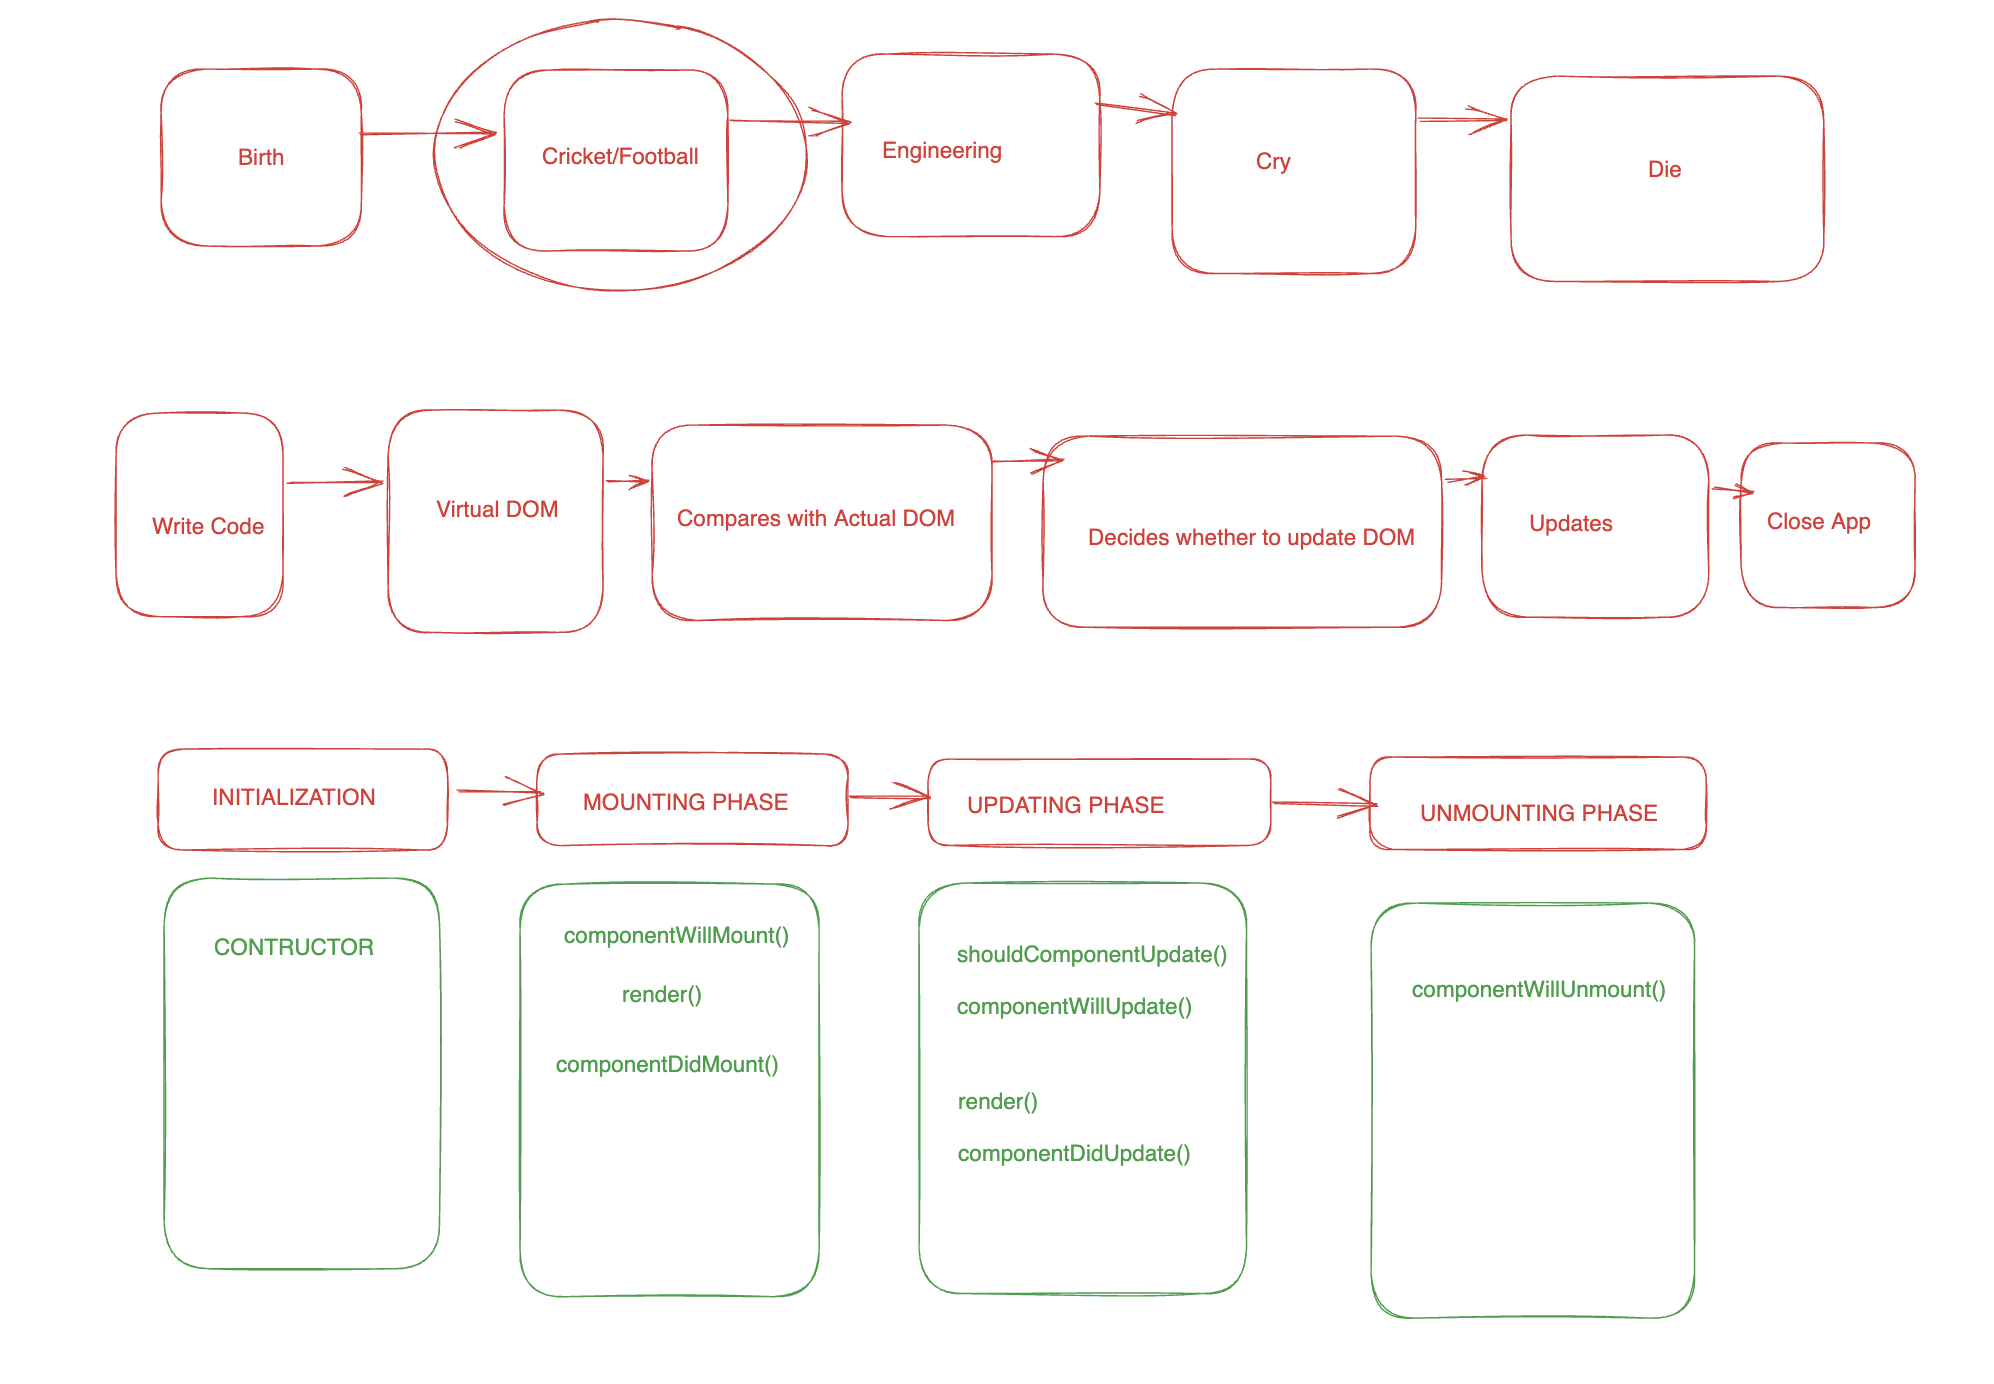 Birth
Cricket/Football
Engineering
Cry
Die
Write Code
Virtual DOM
Compares with Actual DOM
Decides whether to update DOM
Updates
Close App
INITIALIZATION
MOUNTING PHASE
UPDATING PHASE
UNMOUNTING PHASE
CONTRUCTOR
componentWillMount()
render()
componentDidMount()
shouldComponentUpdate()
componentWillUpdate()
render()
componentDidUpdate()
componentWillUnmount()